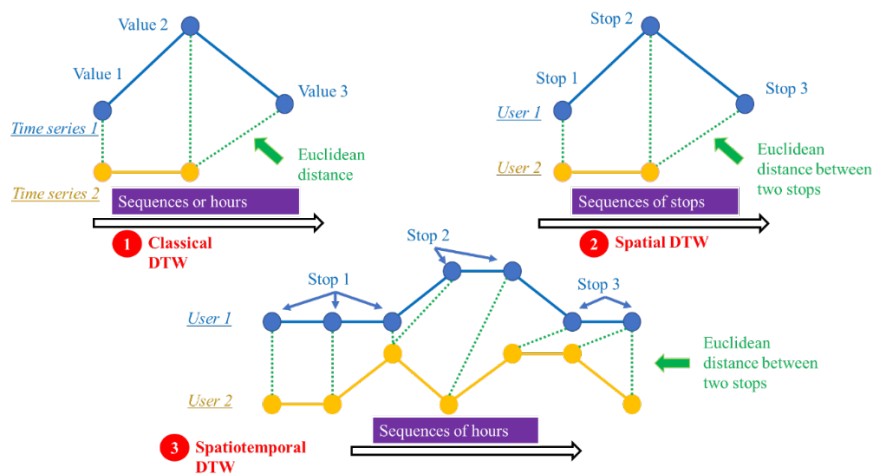 Value 2
Value 1
Value 3
Time series 1
Euclidean
distance
Time series 2
Sequences or hours
1 Classical
DTW
Stop 2
Stop 1
Stop 3
User 1
Euclidean
distance between
two stops
User 2
Sequences of stops
2 Spatial DTW
Stop 2
Stop 1
Stop 3
User 1
Euclidean
distance between
two stops
User 2
Sequences of hours
3 Spatiotemporal
DTW